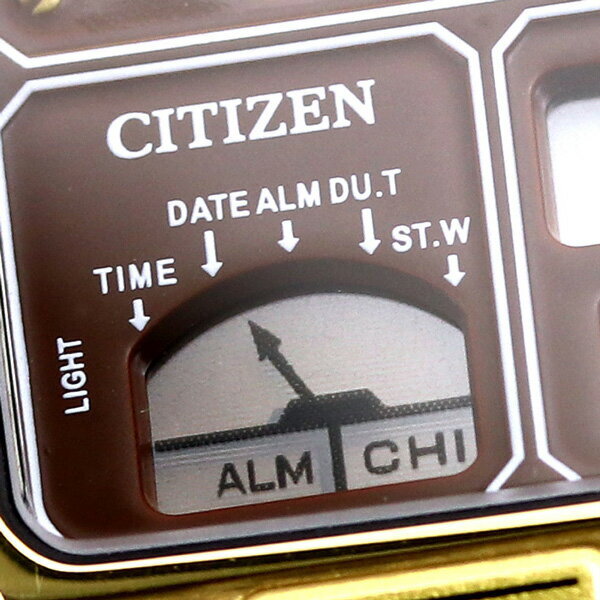 CITIZEN
DATE ALM DU.T
TIME
ST.W
LIGHT
ALM CHI